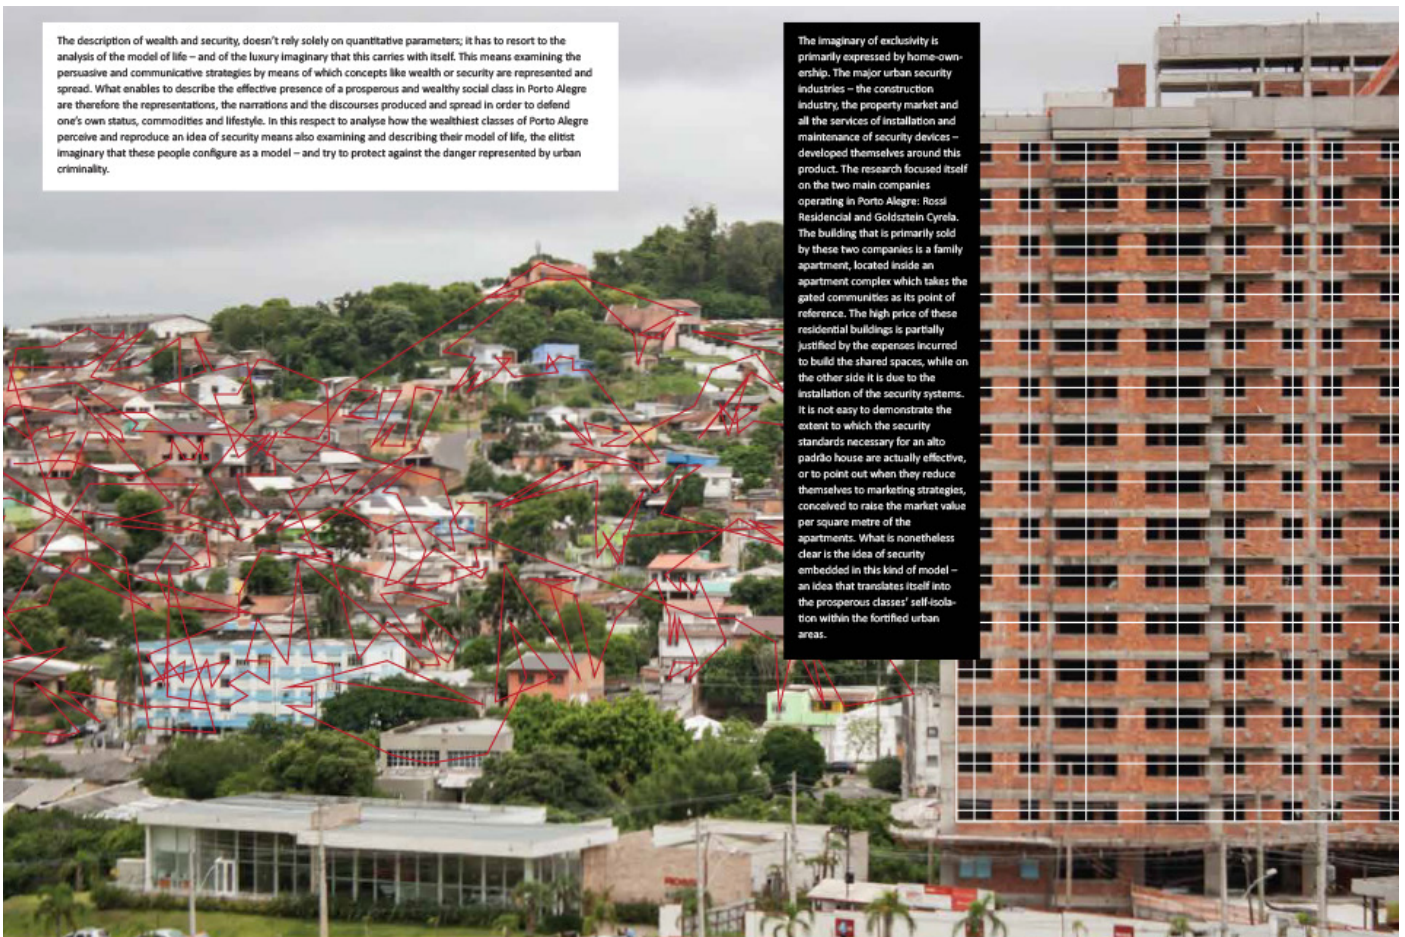 The description of wealth and security, doesn't rely solely on quantitative parameters; it has to resort to the
analysis of the model of life – and of the luxury imaginary that this carries with itself. This means examining the
persuasive and communicative strategies by means of which concepts like wealth or security are represented and
spread. What enables to describe the effective presence of a prosperous and wealthy social class in Porto Alegre
are therefore the representations, the narrations and the discourses produced and spread in order to defend
one's own status, commodities and lifestyle. In this respect to analyse how the wealthiest classes of Porto Alegre
perceive and reproduce an idea of security means also examining and describing their model of life, the elitist
imaginary that these people configure as a model – and try to protect against the danger represented by urban
criminality.
The imaginary of exclusivity is
primarily expressed by home-own-
ership. The major urban security
industries – the construction
industry, the property market and
all the services of installation and
maintenance of security devices –
developed themselves around this
product. The research focused itself
on the two main companies
operating in Porto Alegre: Rossi
Residencial and Goldsztein Cyrela.
The building that is primarily sold
by these two companies is a family
apartment, located inside an
apartment complex which takes the
gated communities as its point of
reference. The high price of these
residential buildings is partially
justified by the expenses incurred
to build the shared spaces, while on
the other side it is due to the
installation of the security systems.
It is not easy to demonstrate the
extent to which the security
standards necessary for an alto
padrão house are actually effective,
or to point out when they reduce
themselves to marketing strategies,
conceived to raise the market value
per square metre of the
apartments. What is nonetheless
clear is the idea of security
embedded in this kind of model –
an idea that translates itself into
the prosperous classes' self-isola-
tion within the fortified urban
areas.